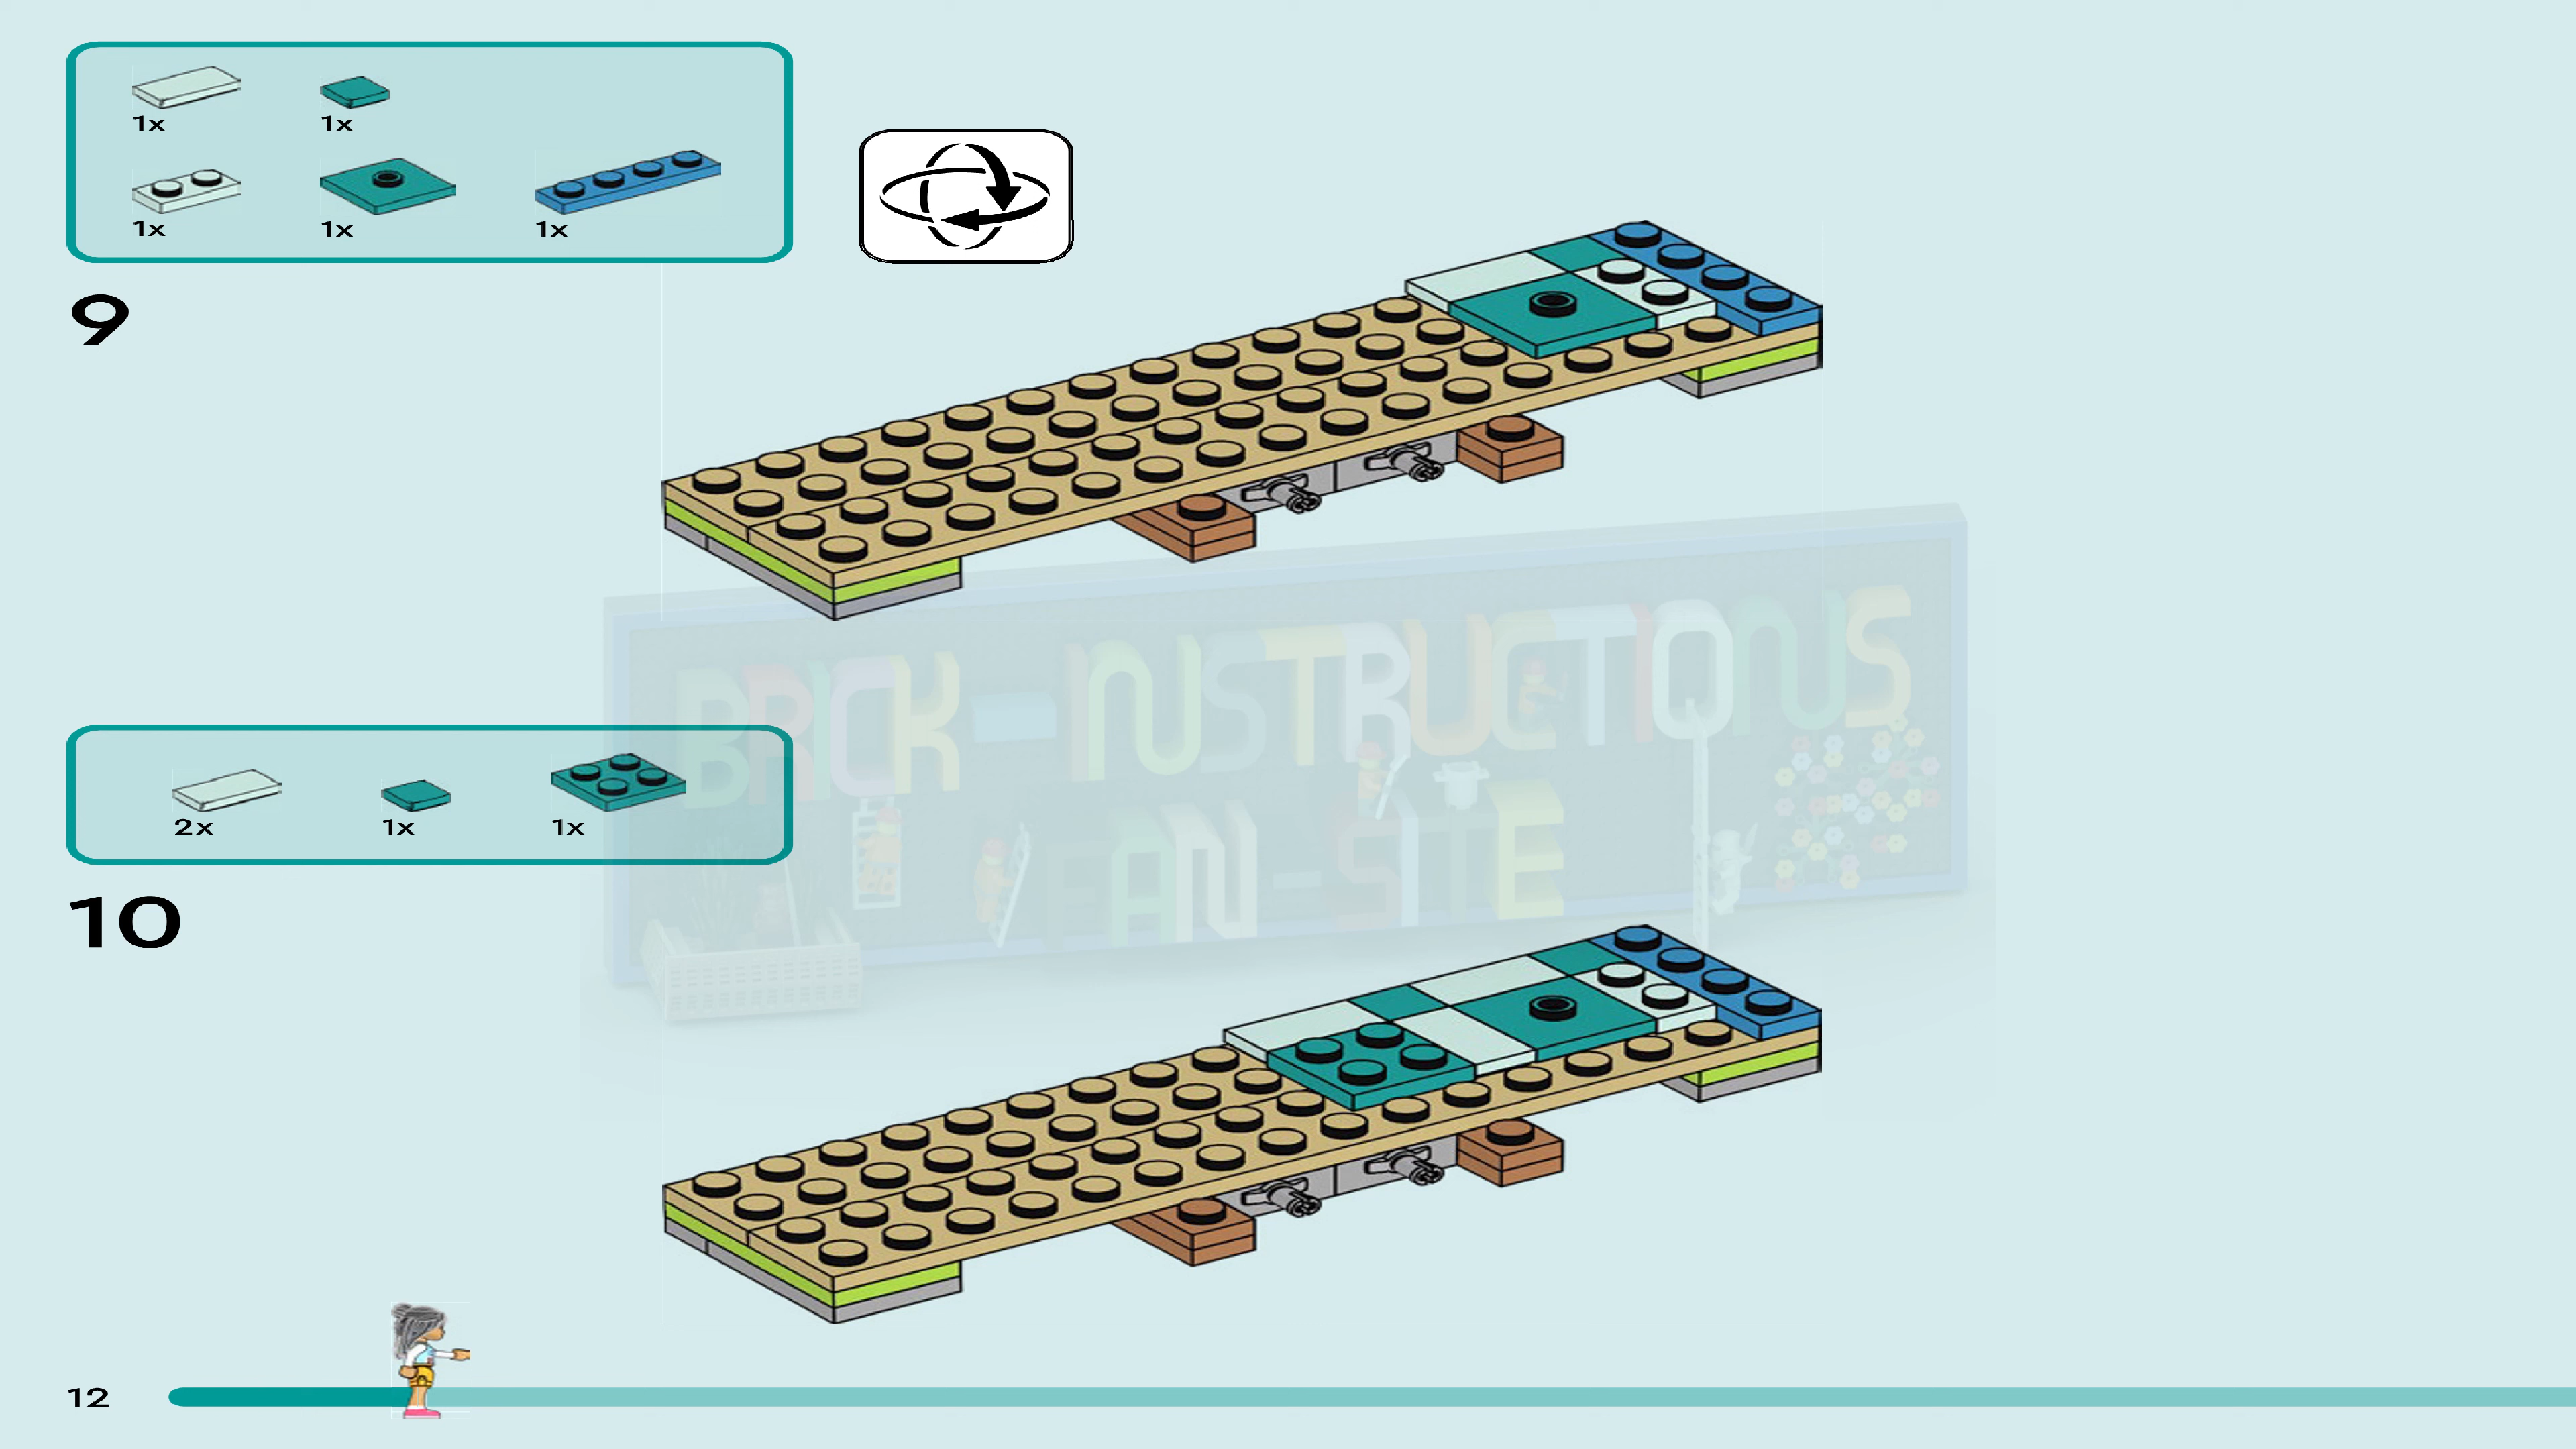 1x 1x
1x 1x 1x
9
BRICK-INSTRUCTIONS
FAN-SITE
2x 1x 1x
10
12